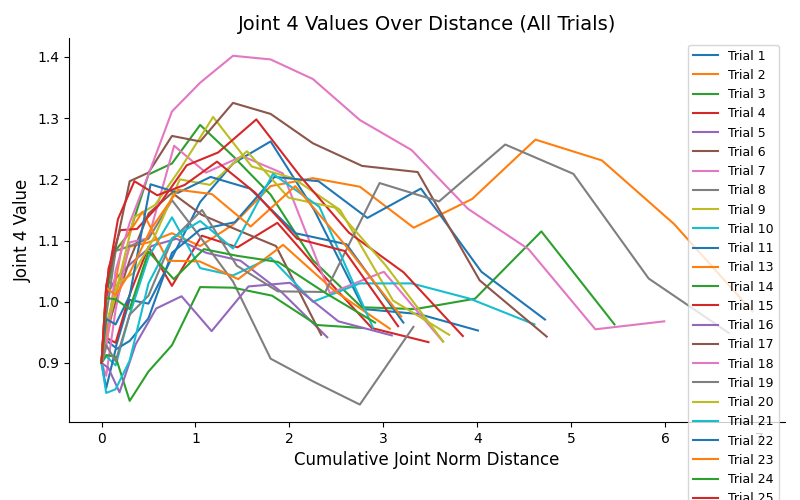 Joint 4 Values Over Distance (All Trials)
Joint 4 Value
1.4
1.3
1.2
1.1
1.0
0.9
0
1
2
3
4
5
6
Cumulative Joint Norm Distance
Trial 1
Trial 2
Trial 3
Trial 4
Trial 5
Trial 6
Trial 7
Trial 8
Trial 9
Trial 10
Trial 11
Trial 13
Trial 14
Trial 15
Trial 16
Trial 17
Trial 18
Trial 19
Trial 20
Trial 21
Trial 22
Trial 23
Trial 24
Trial 25